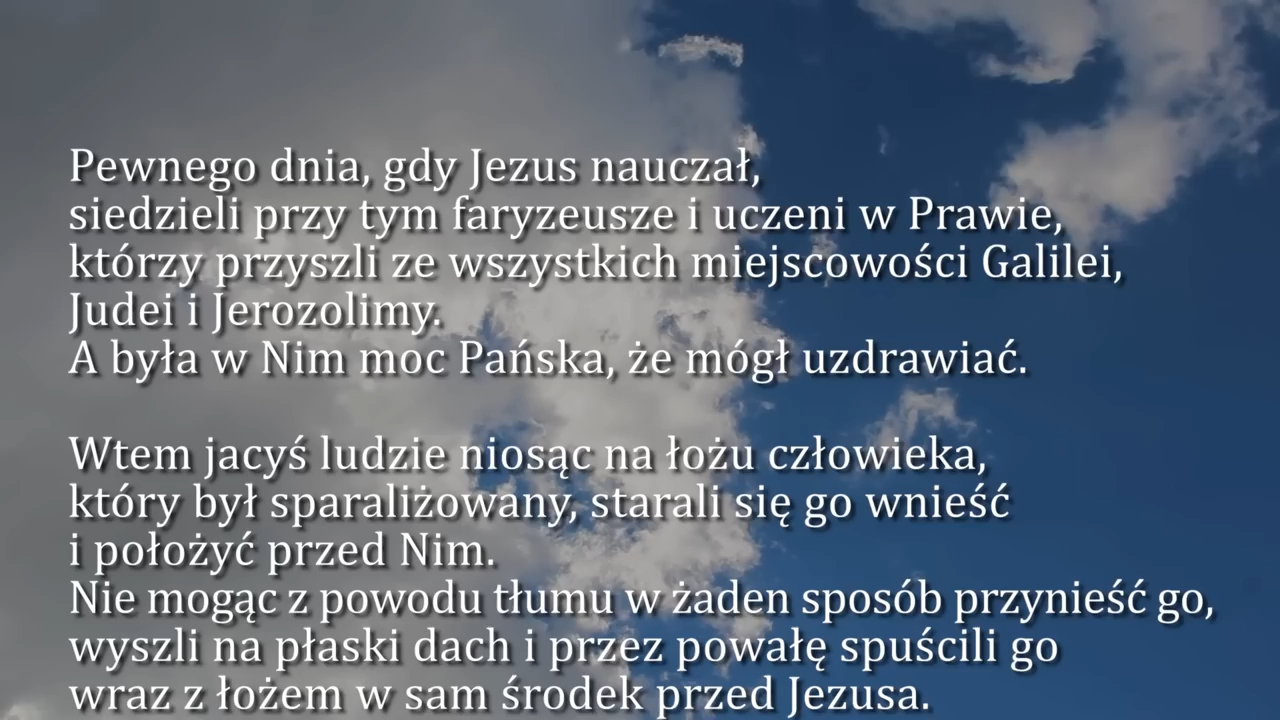 Pewnego dnia, gdy Jezus nauczał,
siedzieli przy tym faryzeusze i uczeni w Prawie,
którzy przyszli ze wszystkich miejscowości Galilei,
Judei i Jerozolimy.
A była w Nim moc Pańska, że mógł uzdrawiać.
Wtem jacyś ludzie niosąc na łożu człowieka,
który był sparaliżowany, starali się go wnieść
i położyć przed Nim.
Nie mogąc z powodu tłumu w żaden sposób przynieść go,
wyszli na płaski dach i przez powałę spuścili go
wraz z łożem w sam środek przed Jezusa.